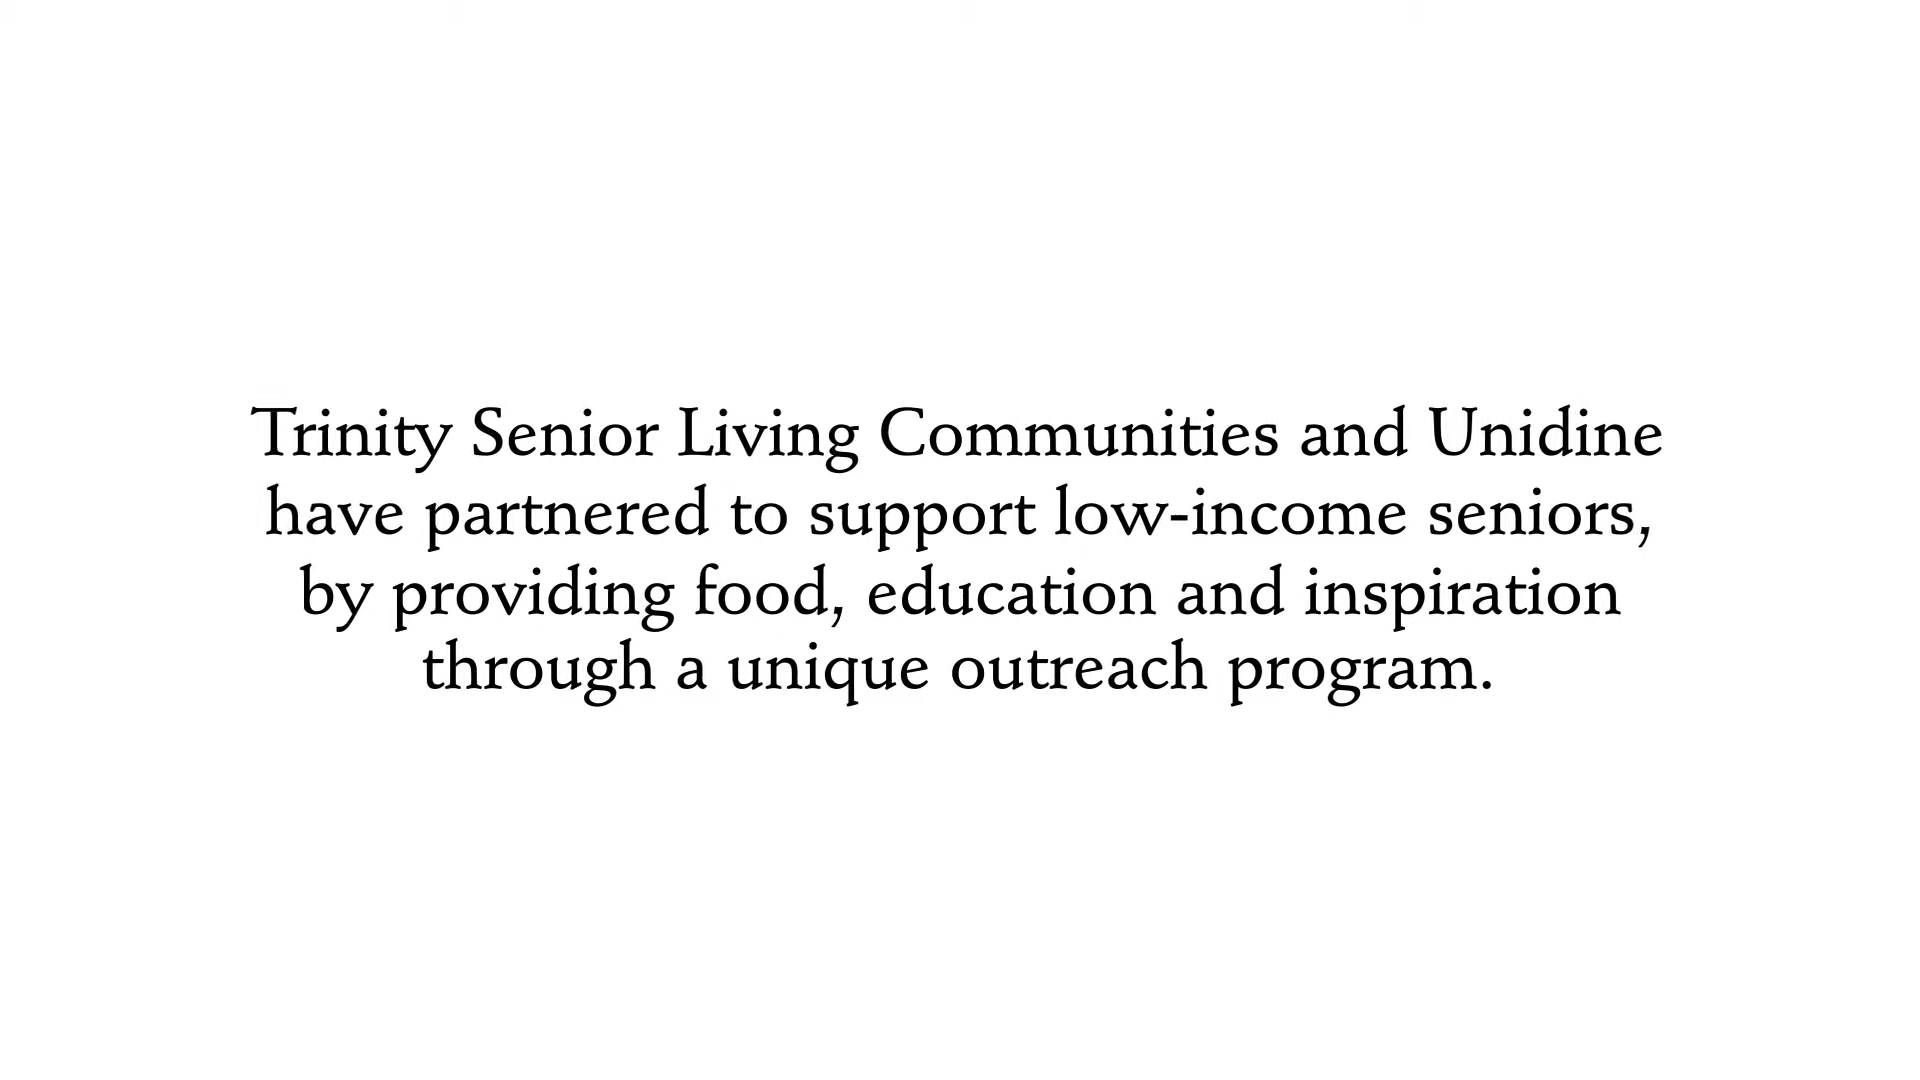 Trinity Senior Living Communities and Unidine
have partnered to support low-income seniors,
by providing food, education and inspiration
through a unique outreach program.